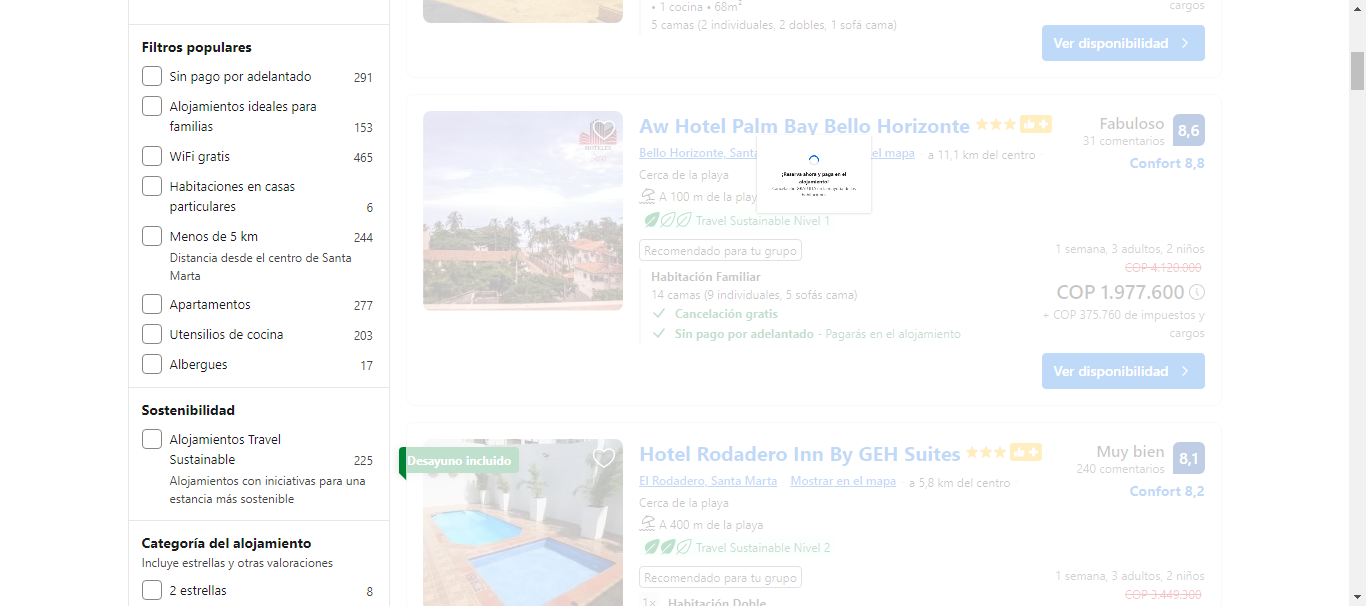 Filtros populares
Sin pago por adelantado 291
Alojamientos ideales para
familias 153
WiFi gratis 465
Habitaciones en casas
particulares 6
Menos de 5 km 244
Distancia desde el centro de Santa
Marta
Apartamentos 277
Utensilios de cocina 203
Albergues 17
Sostenibilidad
Alojamientos Travel
Sustainable 225
Alojamientos con iniciativas para una
estancia más sostenible
Categoría del alojamiento
Incluye estrellas y otras valoraciones
2 estrellas 8
• 1 cocina • 68m²
5 camas (2 individuales, 2 dobles, 1 sofá cama)
cargos
Ver disponibilidad
HOTELES
Aw Hotel Palm Bay Bello Horizonte
Bello Horizonte, Santa
el mapa
a 11,1 km del centro
Cerca de la playa
A 100 m de la play
Travel Sustainable Nivel 1
¡Reserva ahora y paga en el
alojamiento!
Fabuloso 8,6
31 comentarios
Confort 8,8
Recomendado para tu grupo
Habitación Familiar
14 camas (9 individuales, 5 sofás cama)
Cancelación gratis
Sin pago por adelantado - Pagarás en el alojamiento
1 semana, 3 adultos, 2 niños
COP 4.120.000
COP 1.977.600
+ COP 375.760 de impuestos y
cargos
Ver disponibilidad
Desayuno incluido
Hotel Rodadero Inn By GEH Suites
El Rodadero, Santa Marta Mostrar en el mapa a 5,8 km del centro
Cerca de la playa
A 400 m de la playa
Travel Sustainable Nivel 2
Muy bien 8,1
240 comentarios
Confort 8,2
Recomendado para tu grupo
1× Habitación Doble
1 semana, 3 adultos, 2 niños
COP 3.449.300